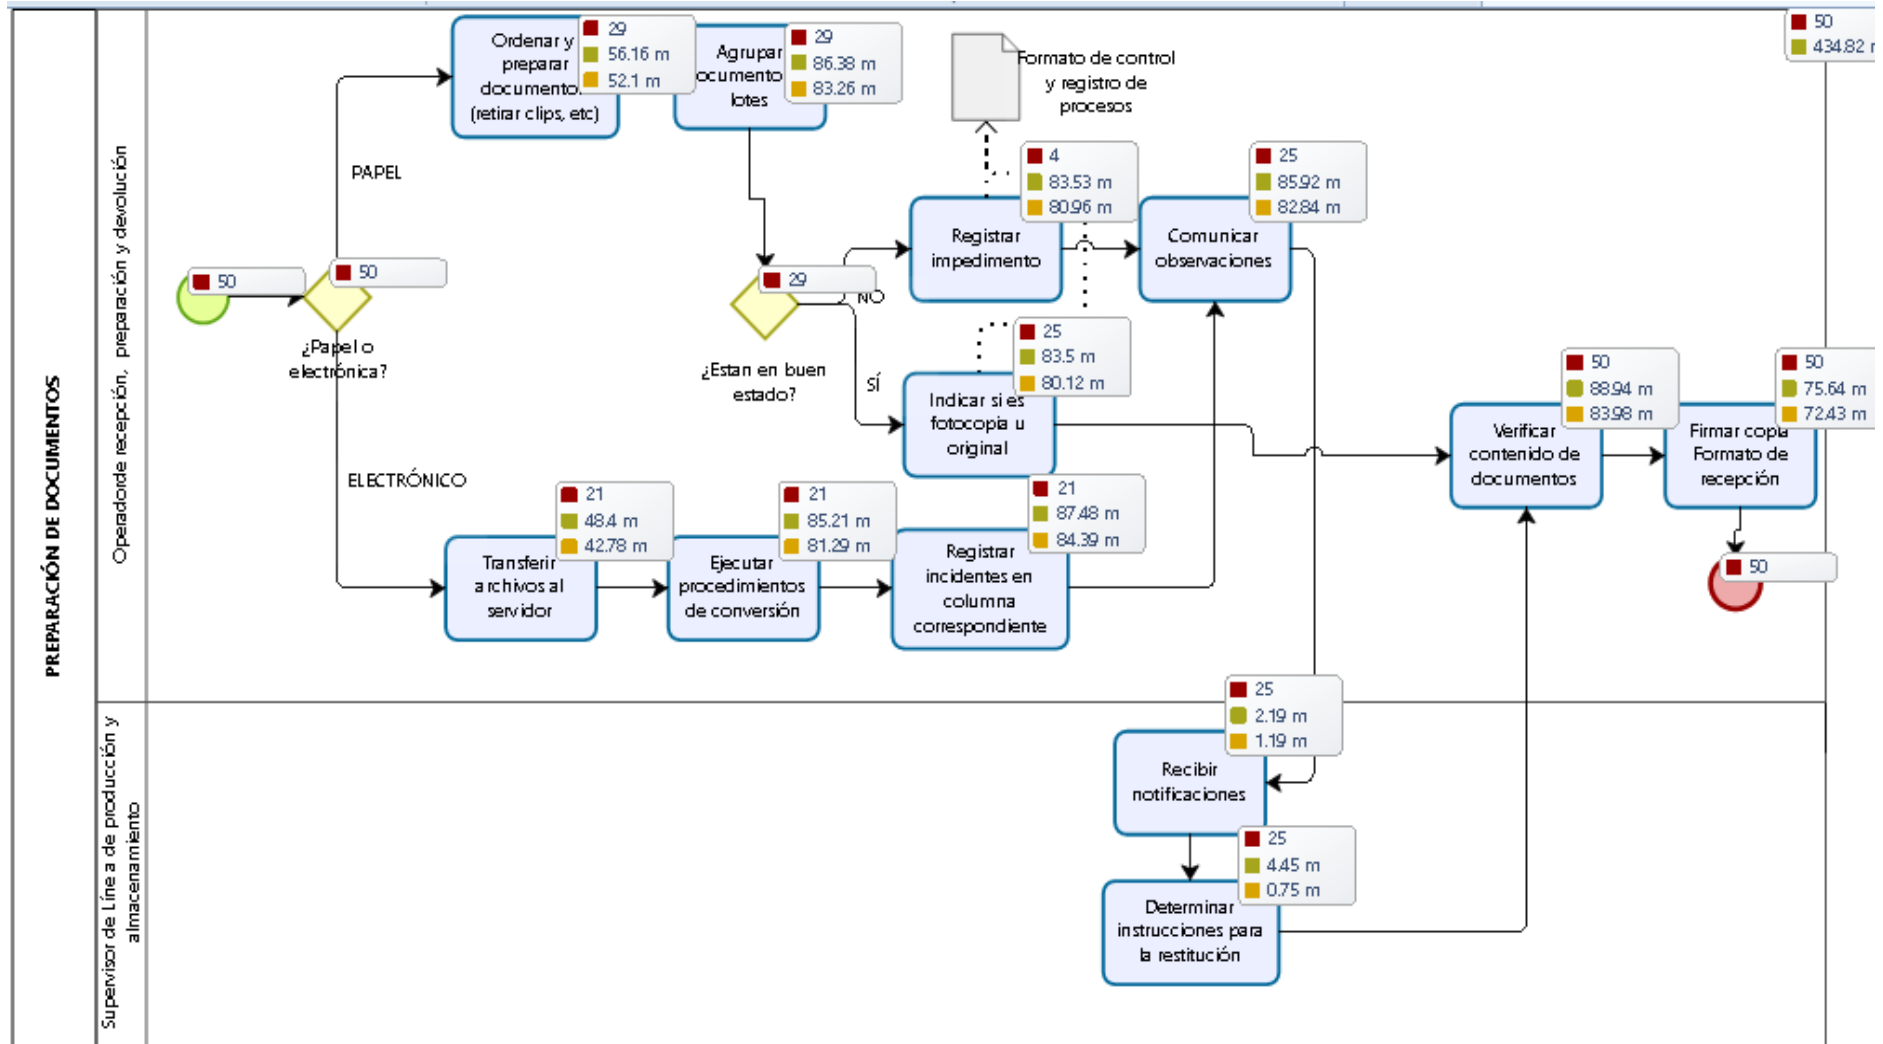 PREPARACIÓN DE DOCUMENTOS
Operadorde recepción, preparación y devolución
Supervisor de Línea de producción y
almacenamiento
50
434.82
50
50
¿Papel o
electrónica?
PAPEL
ELECTRÓNICO
Ordenar y
preparar
documento
(retirar clips, etc)
29
56.16 m
52.1 m
Agrupar
ocumento
lotes
29
86.38 m
83.26 m
29
¿Estan en buen
estado?
NO
SÍ
Formato de control
y registro de
procesos
Registrar
impedimento
4
83.53 m
80.96 m
Comunicar
observaciones
25
85.92 m
82.84 m
Indicar si es
fotocopia u
original
25
83.5 m
80.12 m
Transferir
archivos al
servidor
21
48.4 m
42.78 m
Ejecutar
procedimientos
de conversión
21
85.21 m
81.29 m
Registrar
incidentes en
columna
correspondiente
21
87.48 m
84.39 m
Verificar
contenido de
documentos
50
88.94 m
83.98 m
Firmar copia
Formato de
recepción
50
75.64 m
72.43 m
50
Recibir
notificaciones
25
2.19 m
1.19 m
Determinar
instrucciones para
la restitución
25
4.45 m
0.75 m